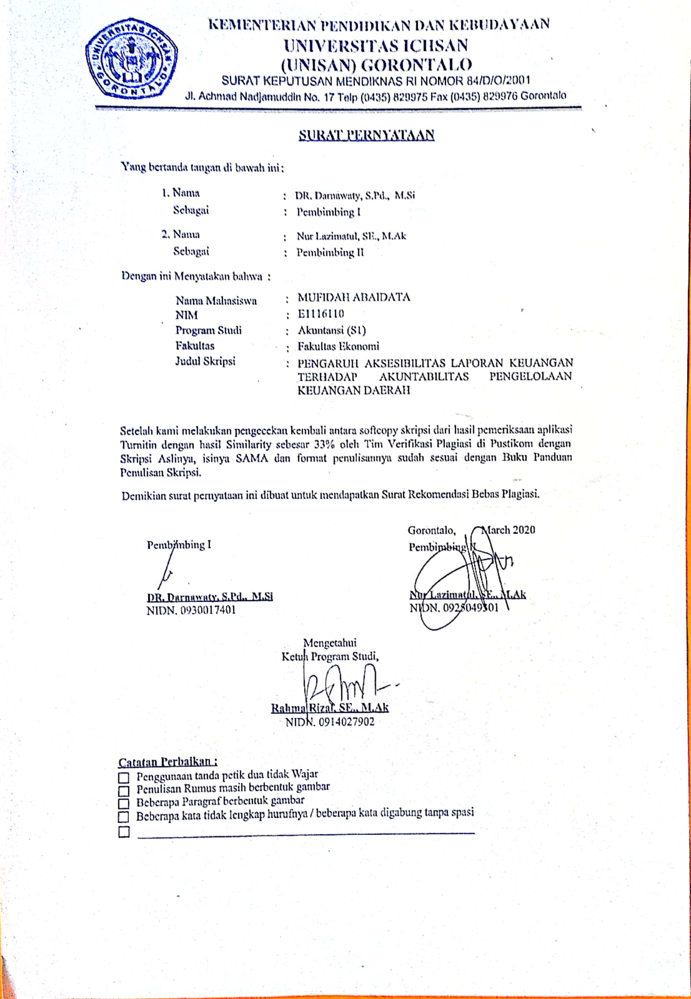 UNIVERSITAS ICHSAN
GORONTALO
KEMENTERIAN PENDIDIKAN DAN KEBUDAYAAN
UNIVERSITAS ICHSAN
(UNISAN) GORONTALO
SURAT KEPUTUSAN MENDIKNAS RI NOMOR 84/D/O/2001
Jl. Achmad Nadjamuddin No. 17 Telp (0435) 829975 Fax (0435) 829976 Gorontalo
SURAT PERNYATAAN
Yang bertanda tangan di bawah ini :
1. Nama : DR. Darnawaty, S.Pd., M.Si
Sebagai : Pembimbing I
2. Nama : Nur Lazimatul, SE., M.Ak
Sebagai : Pembimbing II
Dengan ini Menyatakan bahwa :
Nama Mahasiswa : MUFIDAH ABAIDATA
NIM : E1116110
Program Studi : Akuntansi (S1)
Fakultas : Fakultas Ekonomi
Judul Skripsi : PENGARUH AKSESIBILITAS LAPORAN KEUANGAN
TERHADAP AKUNTABILITAS PENGELOLAAN
KEUANGAN DAERAH
Setelah kami melakukan pengecekan kembali antara softcopy skripsi dari hasil pemeriksaan aplikasi
Turnitin dengan hasil Similarity sebesar 33% oleh Tim Verifikasi Plagiasi di Pustikom dengan
Skripsi Aslinya, isinya SAMA dan format penulisannya sudah sesuai dengan Buku Panduan
Penulisan Skripsi.
Demikian surat pernyataan ini dibuat untuk mendapatkan Surat Rekomendasi Bebas Plagiasi.
Gorontalo, March 2020
Pembimbing I
Pembimbing II
DR. Darnawaty, S.Pd., M.Si
NIDN. 0930017401
Nur Lazimatul, SE., M.Ak
NIDN. 0925049301
Mengetahui
Ketua Program Studi,
Rahma Rizal, SE., M.Ak
NIDN. 0914027902
Catatan Perbaikan :
Penggunaan tanda petik dua tidak Wajar
Penulisan Rumus masih berbentuk gambar
Beberapa Paragraf berbentuk gambar
Beberapa kata tidak lengkap hurufnya / beberapa kata digabung tanpa spasi